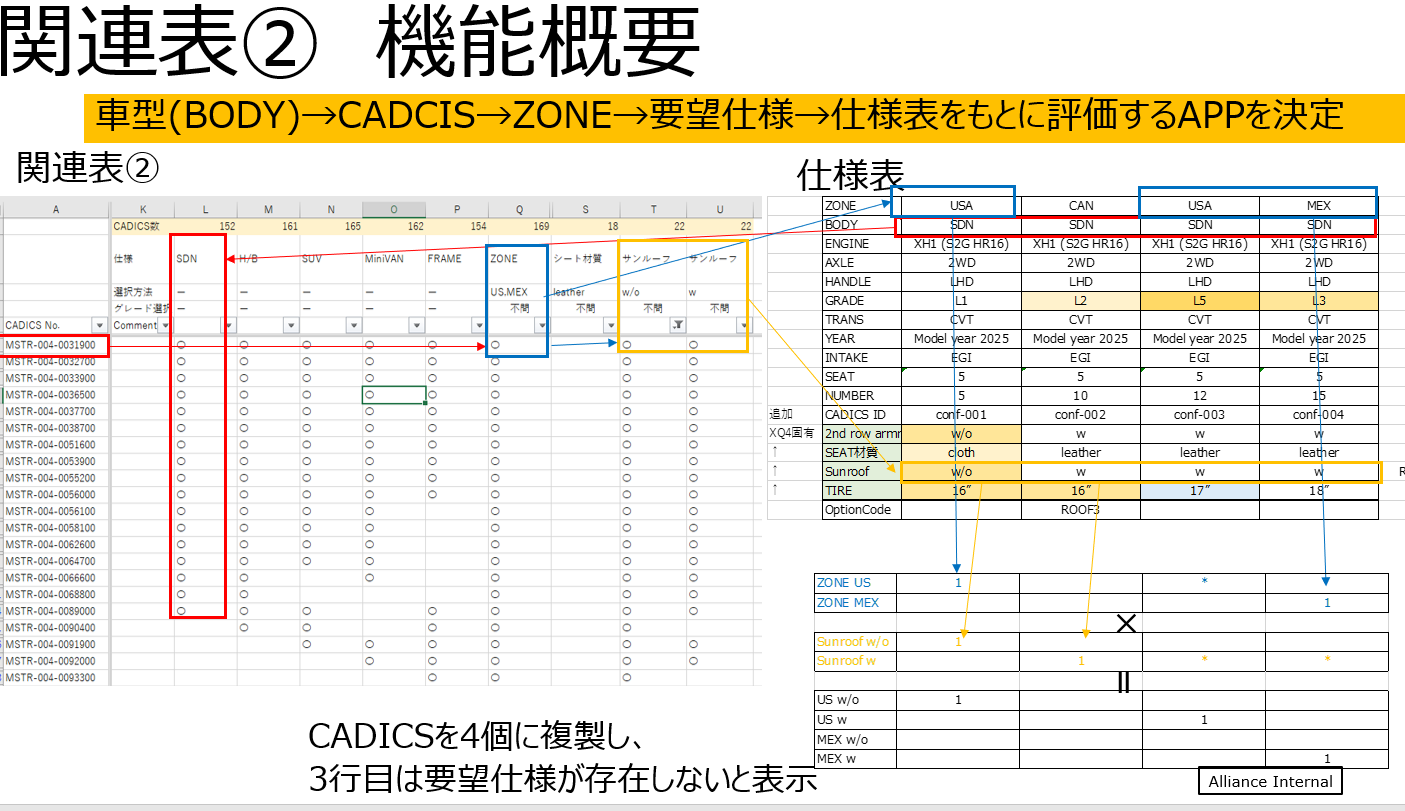 関連表② 機能概要
車型(BODY)→CADCIS→ZONE→要望仕様→仕様表をもとに評価するAPPを決定
関連表②
仕様表
A K L M N O P Q S T U
CADICS数 152 161 165 162 154 169 18 22 22
仕様 SDN H/B SUV MiniVAN FRAME ZONE シート材質 サンルーフ サンルーフ
選択方法 ー ー ー ー ー US.MEX leather w/o w
グレード選択 ー ー ー ー ー 不問 不問 不問 不問
CADICS No. Comment
MSTR-004-0031900 〇 〇 〇 〇 〇 〇 〇 〇
MSTR-004-0032700 〇 〇 〇 〇 〇 〇 〇 〇
MSTR-004-0033900 〇 〇 〇 〇 〇 〇 〇 〇
MSTR-004-0036500 〇 〇 〇 〇 〇 〇 〇 〇
MSTR-004-0037700 〇 〇 〇 〇 〇 〇 〇 〇
MSTR-004-0038700 〇 〇 〇 〇 〇 〇 〇 〇
MSTR-004-0051600 〇 〇 〇 〇 〇 〇 〇 〇
MSTR-004-0053900 〇 〇 〇 〇 〇 〇 〇 〇
MSTR-004-0055200 〇 〇 〇 〇 〇 〇 〇 〇
MSTR-004-0056000 〇 〇 〇 〇 〇 〇 〇 〇
MSTR-004-0056100 〇 〇 〇 〇 〇 〇 〇
MSTR-004-0058100 〇 〇 〇 〇 〇 〇 〇
MSTR-004-0062600 〇 〇 〇 〇 〇 〇 〇
MSTR-004-0064700 〇 〇 〇 〇 〇 〇 〇
MSTR-004-0066600 〇 〇 〇 〇 〇 〇
MSTR-004-0068800 〇 〇 〇 〇 〇
MSTR-004-0089000 〇 〇 〇 〇 〇 〇 〇
MSTR-004-0090400 〇 〇 〇 〇 〇
MSTR-004-0091900 〇 〇 〇 〇 〇 〇
MSTR-004-0092000 〇 〇 〇 〇 〇
MSTR-004-0093300 〇 〇 〇
ZONE USA CAN USA MEX
BODY SDN SDN SDN SDN
ENGINE XH1 (S2G HR16) XH1 (S2G HR16) XH1 (S2G HR16) XH1 (S2G HR16)
AXLE 2WD 2WD 2WD 2WD
HANDLE LHD LHD LHD LHD
GRADE L1 L2 L5 L3
TRANS CVT CVT CVT CVT
YEAR Model year 2025 Model year 2025 Model year 2025 Model year 2025
INTAKE EGI EGI EGI EGI
SEAT 5 5 5 5
NUMBER 5 10 12 15
追加 CADICS ID conf-001 conf-002 conf-003 conf-004
XQ4固有 2nd row armr w/o w w w
↑ SEAT材質 cloth leather leather leather
↑ Sunroof w/o w w w R
↑ TIRE 16″ 16″ 17″ 18″
OptionCode ROOF3
ZONE US 1 * *
ZONE MEX 1
×
Sunroof w/o 1
Sunroof w 1 * *
||
US w/o 1
US w 1
MEX w/o
MEX w 1
CADICSを4個に複製し、
3行目は要望仕様が存在しないと表示
Alliance Internal